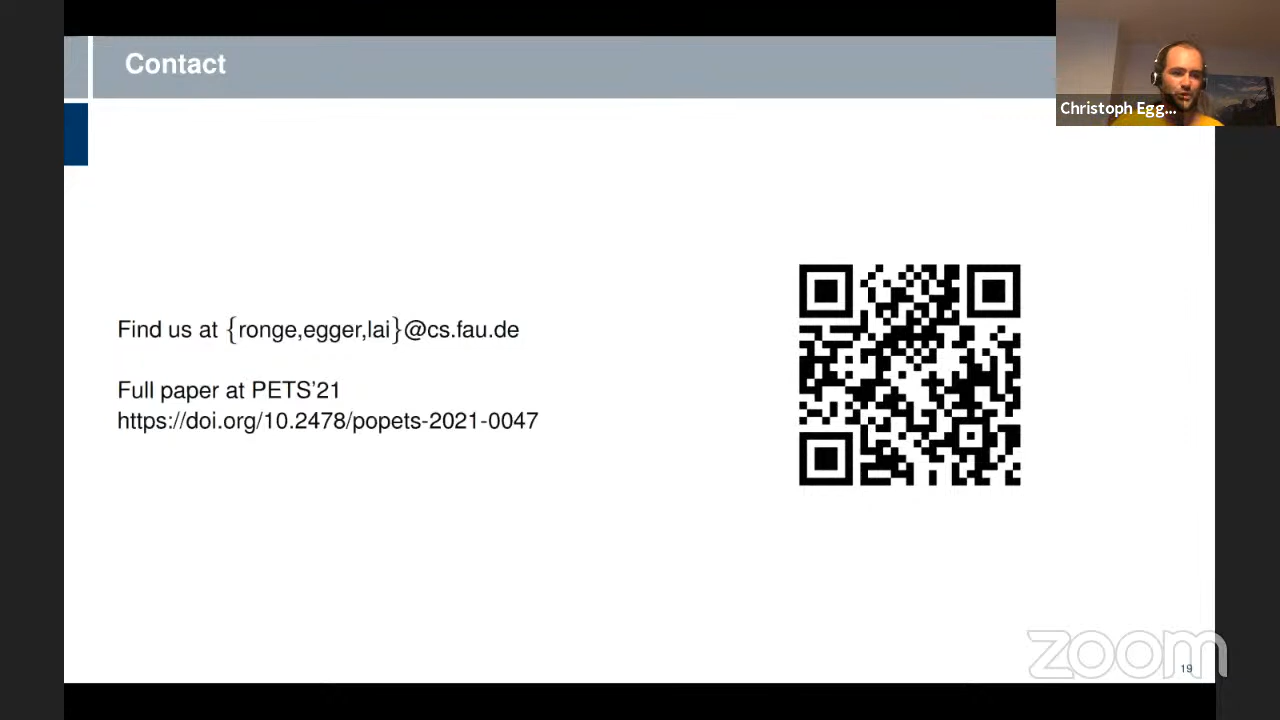 Contact
Christoph Egg...
Find us at {ronge,egger,lai}@cs.fau.de
Full paper at PETS’21
https://doi.org/10.2478/popets-2021-0047
zoom
19